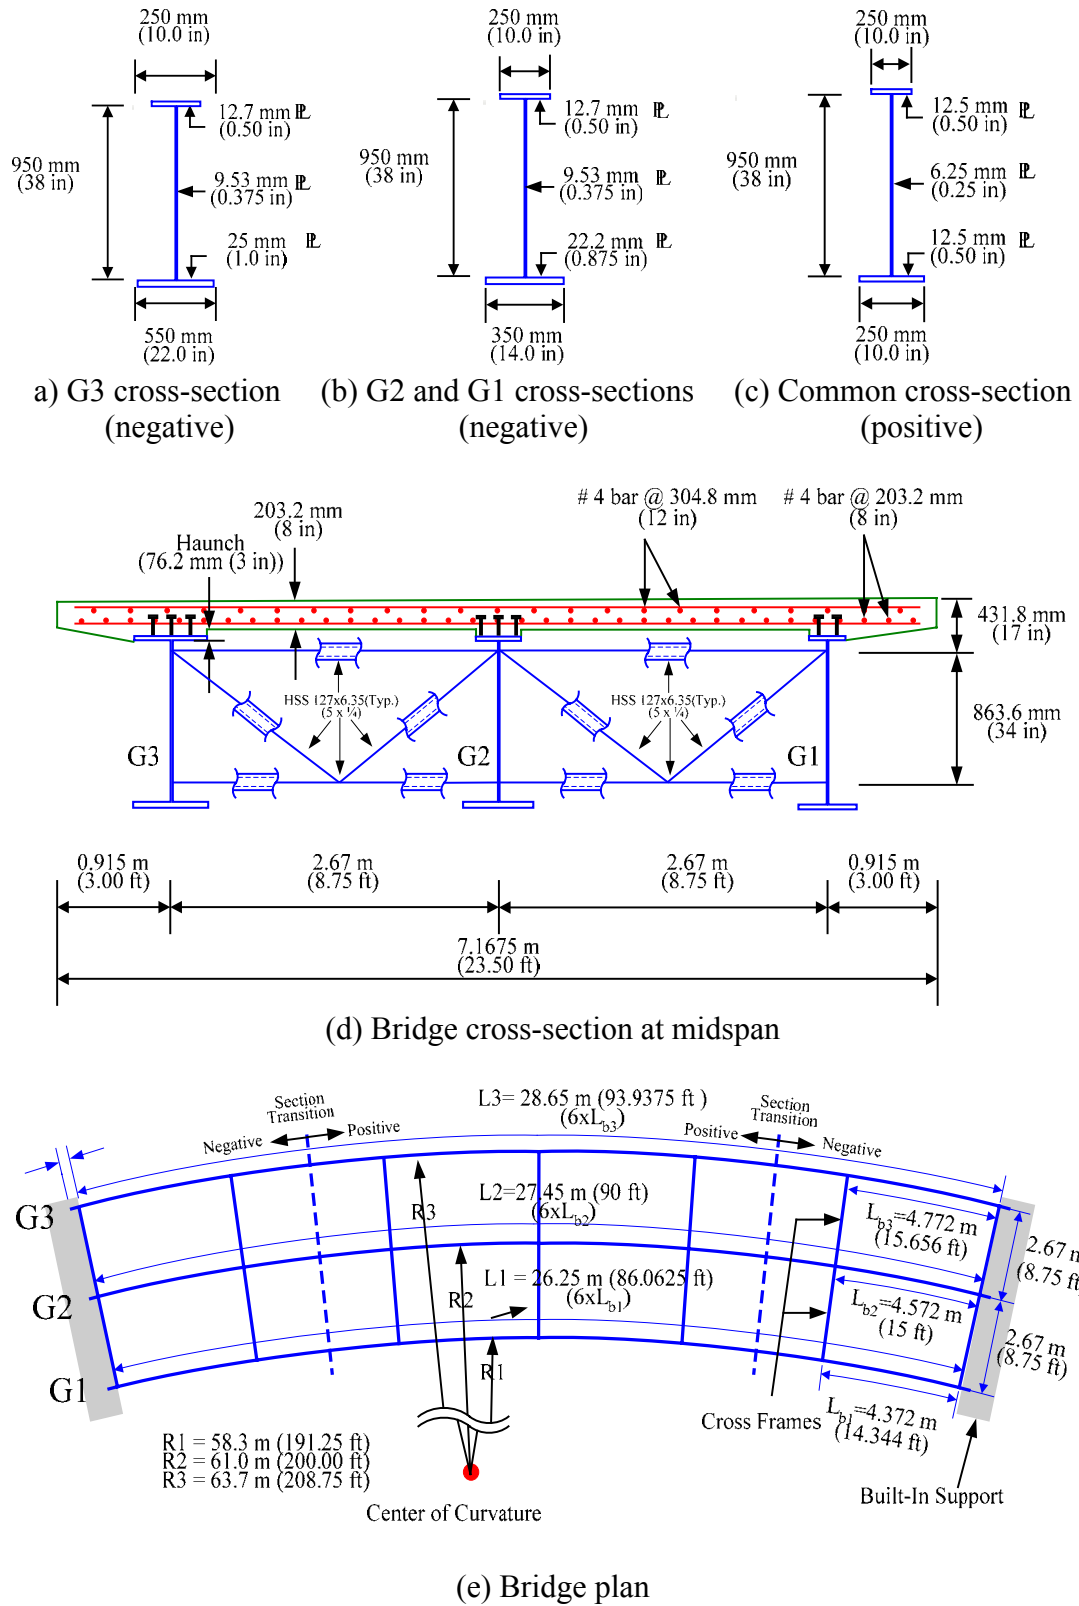 250 mm
(10.0 in)
12.7 mm ℙL
(0.50 in)
950 mm
(38 in)
9.53 mm ℙL
(0.375 in)
25 mm ℙL
(1.0 in)
550 mm
(22.0 in)
a) G3 cross-section
(negative)
250 mm
(10.0 in)
12.7 mm ℙL
(0.50 in)
950 mm
(38 in)
9.53 mm ℙL
(0.375 in)
22.2 mm ℙL
(0.875 in)
350 mm
(14.0 in)
(b) G2 and G1 cross-sections
(negative)
250 mm
(10.0 in)
12.5 mm ℙL
(0.50 in)
950 mm
(38 in)
6.25 mm ℙL
(0.25 in)
12.5 mm ℙL
(0.50 in)
250 mm
(10.0 in)
(c) Common cross-section
(positive)
203.2 mm
(8 in)
Haunch
(76.2 mm (3 in))
# 4 bar @ 304.8 mm
(12 in)
# 4 bar @ 203.2 mm
(8 in)
431.8 mm
(17 in)
HSS 127x6.35(Typ.)
(5 x ¼)
HSS 127x6.35(Typ.)
(5 x ¼)
863.6 mm
(34 in)
G3
G2
G1
0.915 m
(3.00 ft)
2.67 m
(8.75 ft)
2.67 m
(8.75 ft)
0.915 m
(3.00 ft)
7.1675 m
(23.50 ft)
(d) Bridge cross-section at midspan
Section
Transition
Negative
Positive
L3= 28.65 m (93.9375 ft )
(6xLb3)
Section
Transition
Positive
Negative
G3
R3
L2=27.45 m (90 ft)
(6xLb2)
Lb3=4.772 m
(15.656 ft)
2.67 m
(8.75 ft)
G2
R2
L1 = 26.25 m (86.0625 ft)
(6xLb1)
Lb2=4.572 m
(15 ft)
2.67 m
(8.75 ft)
G1
R1
Cross Frames
Lb1=4.372 m
(14.344 ft)
R1 = 58.3 m (191.25 ft)
R2 = 61.0 m (200.00 ft)
R3 = 63.7 m (208.75 ft)
Center of Curvature
Built-In Support
(e) Bridge plan